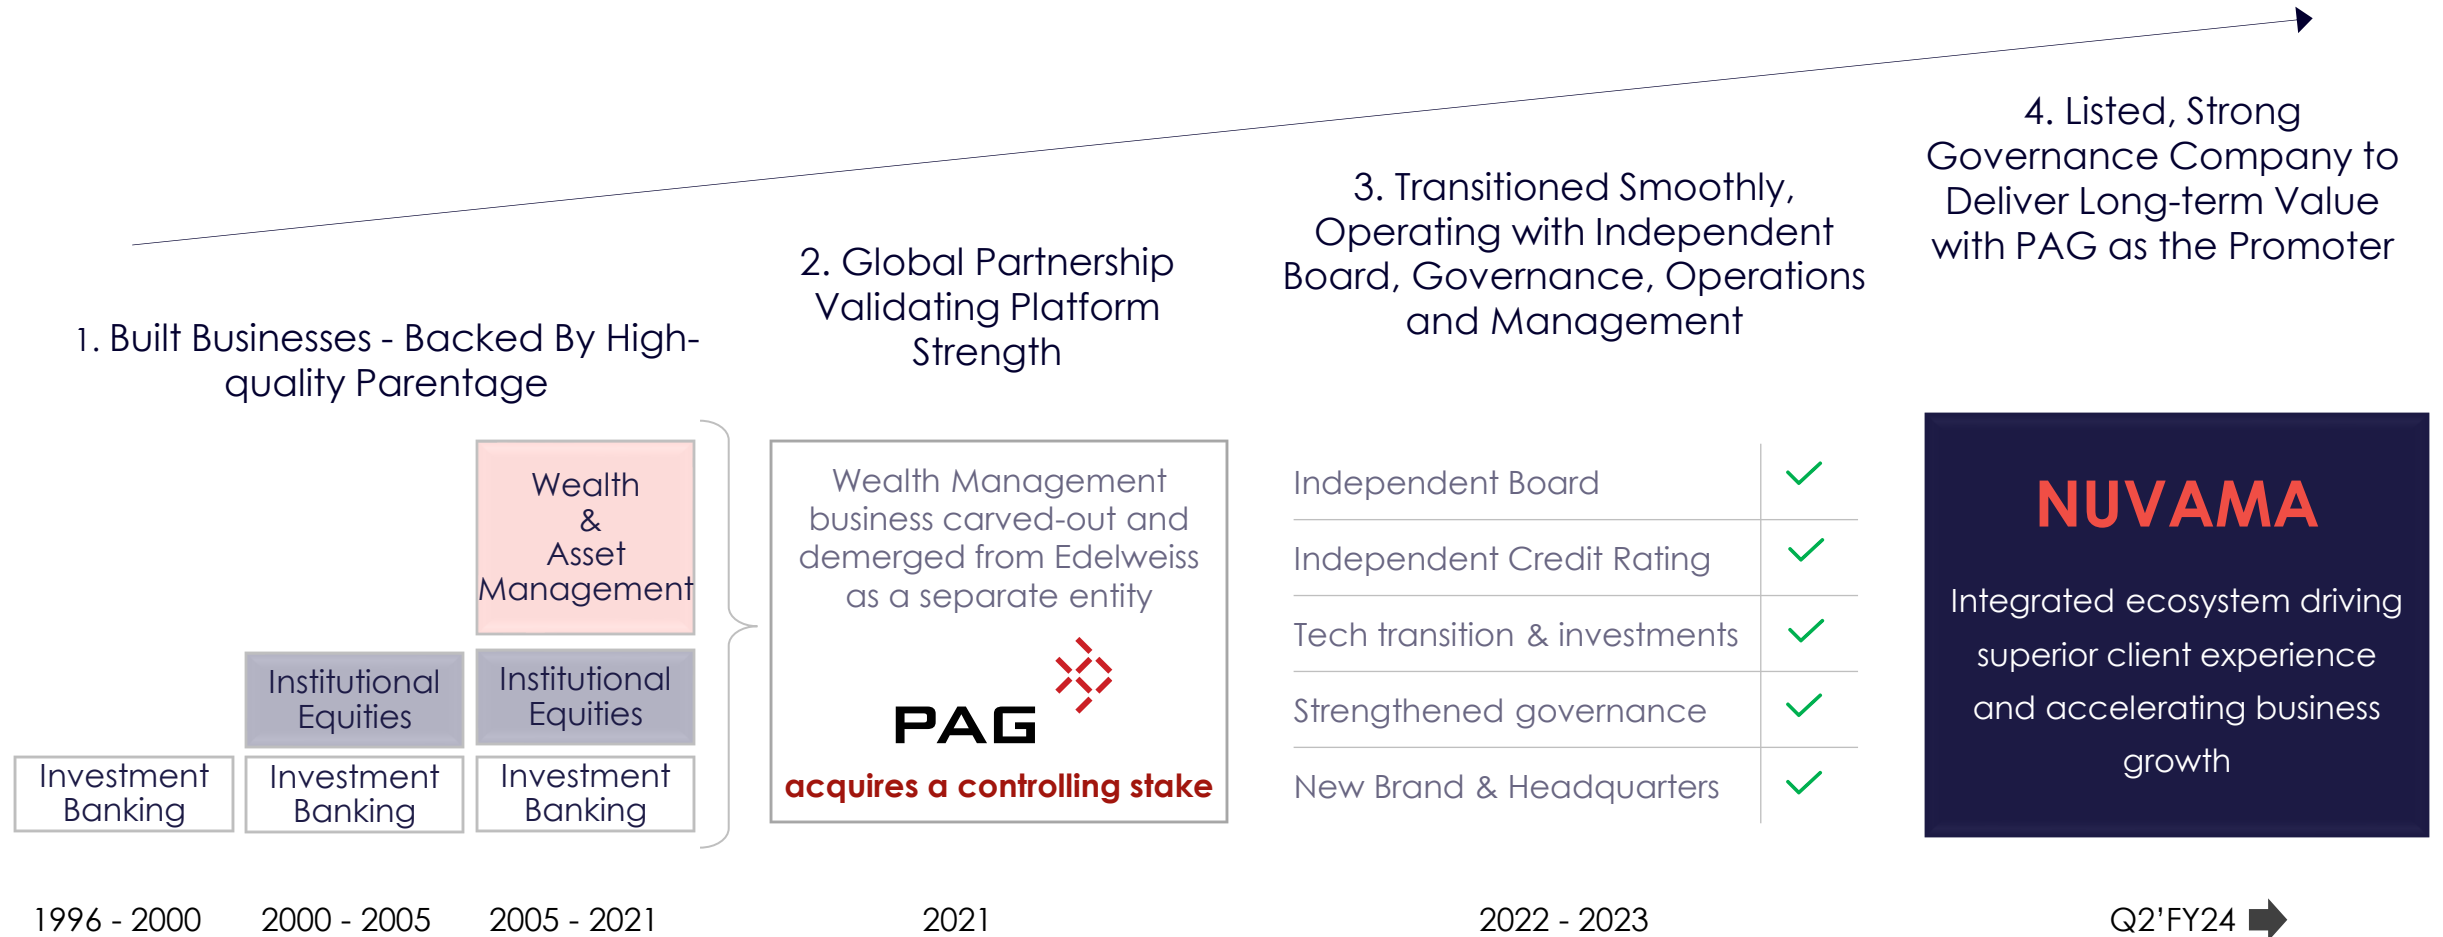 1. Built Businesses - Backed By High-
quality Parentage
2. Global Partnership
Validating Platform
Strength
3. Transitioned Smoothly,
Operating with Independent
Board, Governance, Operations
and Management
4. Listed, Strong
Governance Company to
Deliver Long-term Value
with PAG as the Promoter
Investment
Banking
Institutional
Equities
Investment
Banking
Wealth
&
Asset
Management
Institutional
Equities
Investment
Banking
Wealth Management
business carved-out and
demerged from Edelweiss
as a separate entity
PAG
acquires a controlling stake
Independent Board
Independent Credit Rating
Tech transition & investments
Strengthened governance
New Brand & Headquarters
NUVAMA
Integrated ecosystem driving
superior client experience
and accelerating business
growth
1996 - 2000
2000 - 2005
2005 - 2021
2021
2022 - 2023
Q2’FY24